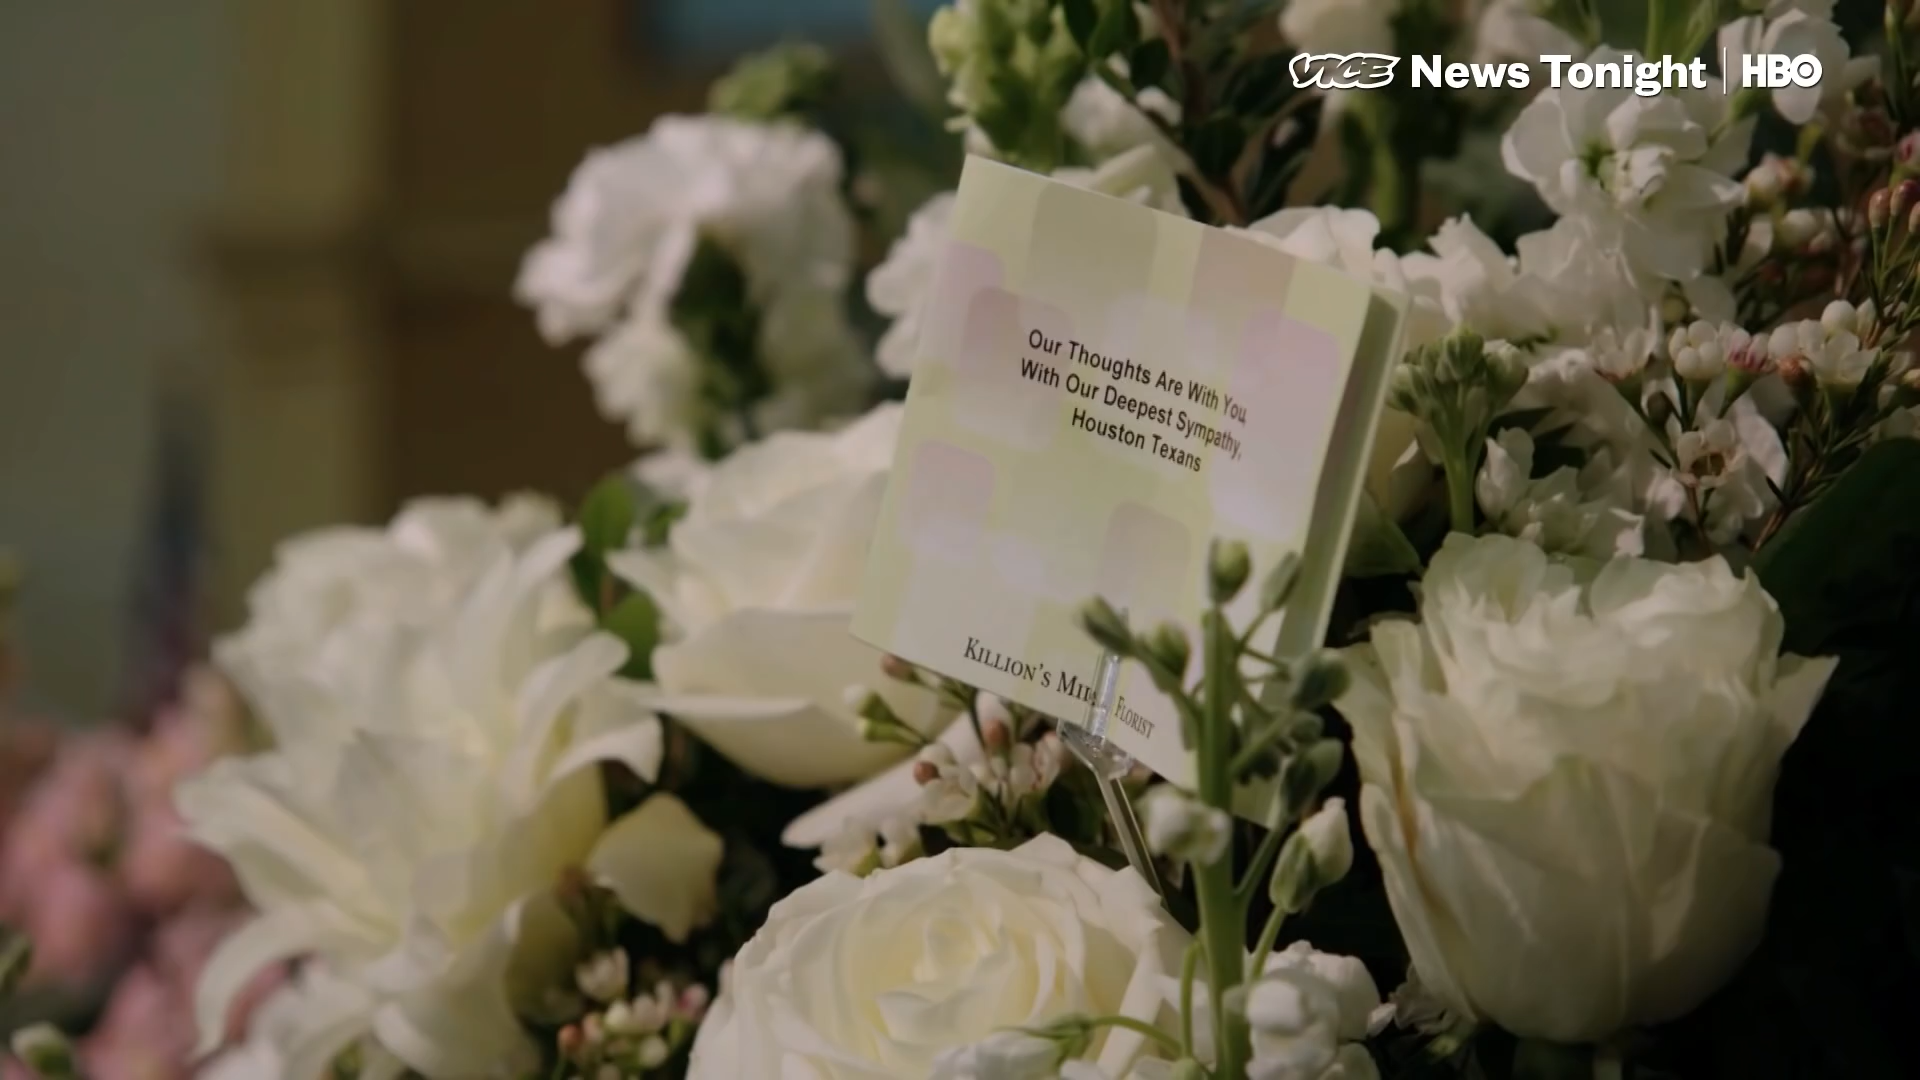 VICE News Tonight | HBO
Our Thoughts Are With You,
With Our Deepest Sympathy,
Houston Texans
KILLION'S FLORIST